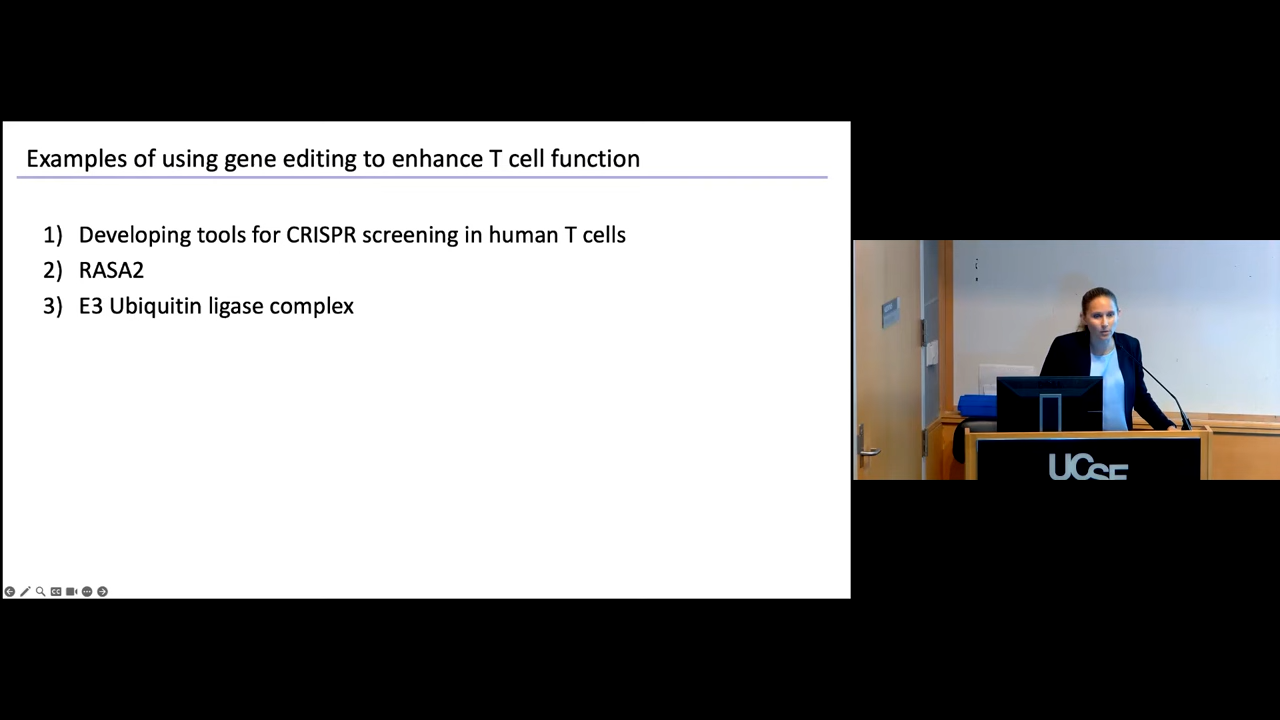 Examples of using gene editing to enhance T cell function
1) Developing tools for CRISPR screening in human T cells
2) RASA2
3) E3 Ubiquitin ligase complex
UCSF